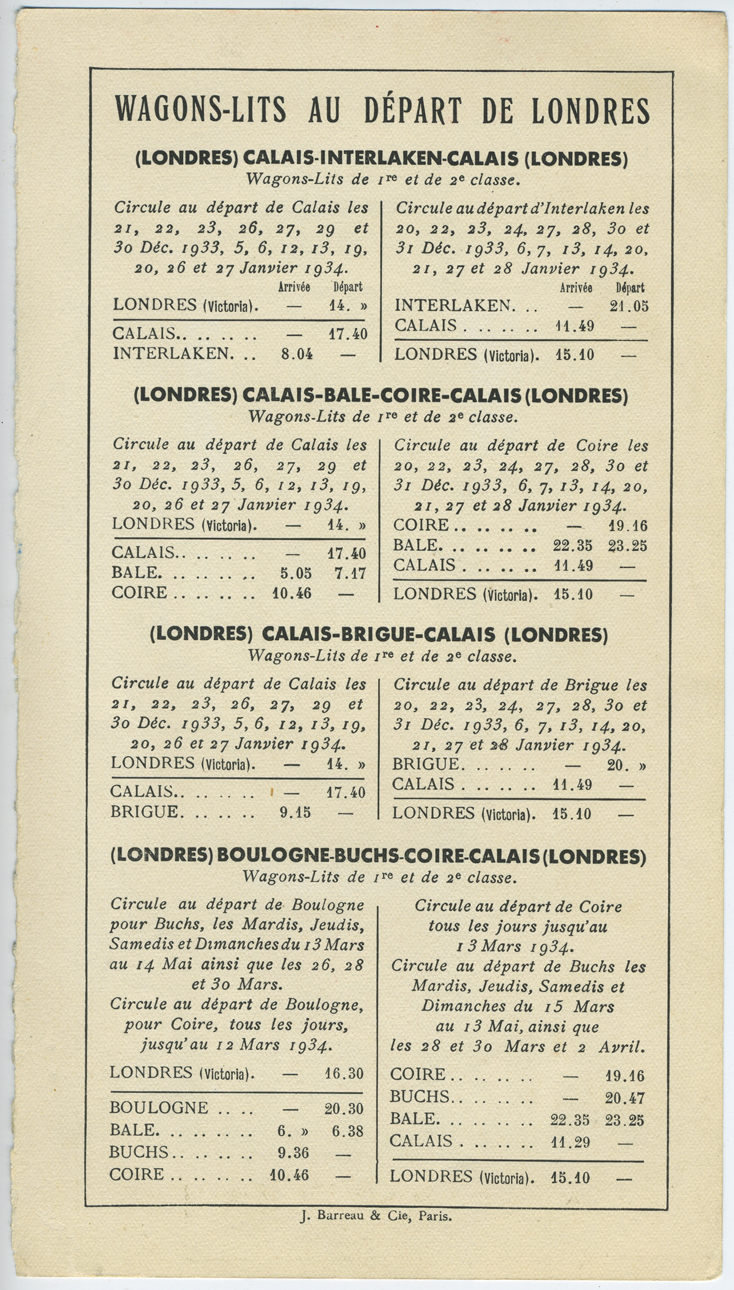 WAGONS-LITS AU DÉPART DE LONDRES
(LONDRES) CALAIS-INTERLAKEN-CALAIS (LONDRES)
Wagons-Lits de 1re et de 2e classe.
Circule au départ de Calais les
21, 22, 23, 26, 27, 29 et
30 Déc. 1933, 5, 6, 12, 13, 19,
20, 26 et 27 Janvier 1934.
Arrivée Départ
LONDRES (Victoria). — 14. »
CALAIS.. .. .. .. — 17.40
INTERLAKEN. .. 8.04 —
Circule au départ d'Interlaken les
20, 22, 23, 24, 27, 28, 30 et
31 Déc. 1933, 6, 7, 13, 14, 20,
21, 27 et 28 Janvier 1934.
Arrivée Départ
INTERLAKEN. .. — 21.05
CALAIS . .. .. .. 11.49 —
LONDRES (Victoria). 15.10 —
(LONDRES) CALAIS-BALE-COIRE-CALAIS (LONDRES)
Wagons-Lits de 1re et de 2e classe.
Circule au départ de Calais les
21, 22, 23, 26, 27, 29 et
30 Déc. 1933, 5, 6, 12, 13, 19,
20, 26 et 27 Janvier 1934.
LONDRES (Victoria). — 14. »
CALAIS.. .. .. .. — 17.40
BALE. .. .. .. .. 5.05 7.17
COIRE .. .. .. .. 10.46 —
Circule au départ de Coire les
20, 22, 23, 24, 27, 28, 30 et
31 Déc. 1933, 6, 7, 13, 14, 20,
21, 27 et 28 Janvier 1934.
COIRE .. .. .. .. — 19.16
BALE. .. .. .. .. 22.35 23.25
CALAIS . .. .. .. 11.49 —
LONDRES (Victoria). 15.10 —
(LONDRES) CALAIS-BRIGUE-CALAIS (LONDRES)
Wagons-Lits de 1re et de 2e classe.
Circule au départ de Calais les
21, 22, 23, 26, 27, 29 et
30 Déc. 1933, 5, 6, 12, 13, 19,
20, 26 et 27 Janvier 1934.
LONDRES (Victoria). — 14. »
CALAIS.. .. .. .. — 17.40
BRIGUE. .. .. .. 9.15 —
Circule au départ de Brigue les
20, 22, 23, 24, 27, 28, 30 et
31 Déc. 1933, 6, 7, 13, 14, 20,
21, 27 et 28 Janvier 1934.
BRIGUE. .. .. .. — 20. »
CALAIS . .. .. .. 11.49 —
LONDRES (Victoria). 15.10 —
(LONDRES) BOULOGNE-BUCHS-COIRE-CALAIS (LONDRES)
Wagons-Lits de 1re et de 2e classe.
Circule au départ de Boulogne
pour Buchs, les Mardis, Jeudis,
Samedis et Dimanches du 13 Mars
au 14 Mai ainsi que les 26, 28
et 30 Mars.
Circule au départ de Boulogne,
pour Coire, tous les jours,
jusqu'au 12 Mars 1934.
LONDRES (Victoria). — 16.30
BOULOGNE .. .. — 20.30
BALE. .. .. .. .. 6. » 6.38
BUCHS .. .. .. .. 9.36 —
COIRE .. .. .. .. 10.46 —
Circule au départ de Coire
tous les jours jusqu'au
13 Mars 1934.
Circule au départ de Buchs les
Mardis, Jeudis, Samedis et
Dimanches du 15 Mars
au 13 Mai, ainsi que
les 28 et 30 Mars et 2 Avril.
COIRE .. .. .. .. — 19.16
BUCHS.. .. .. .. — 20.47
BALE. .. .. .. .. 22.35 23.25
CALAIS . .. .. .. 11.29 —
LONDRES (Victoria). 15.10 —
J. Barreau & Cie, Paris.